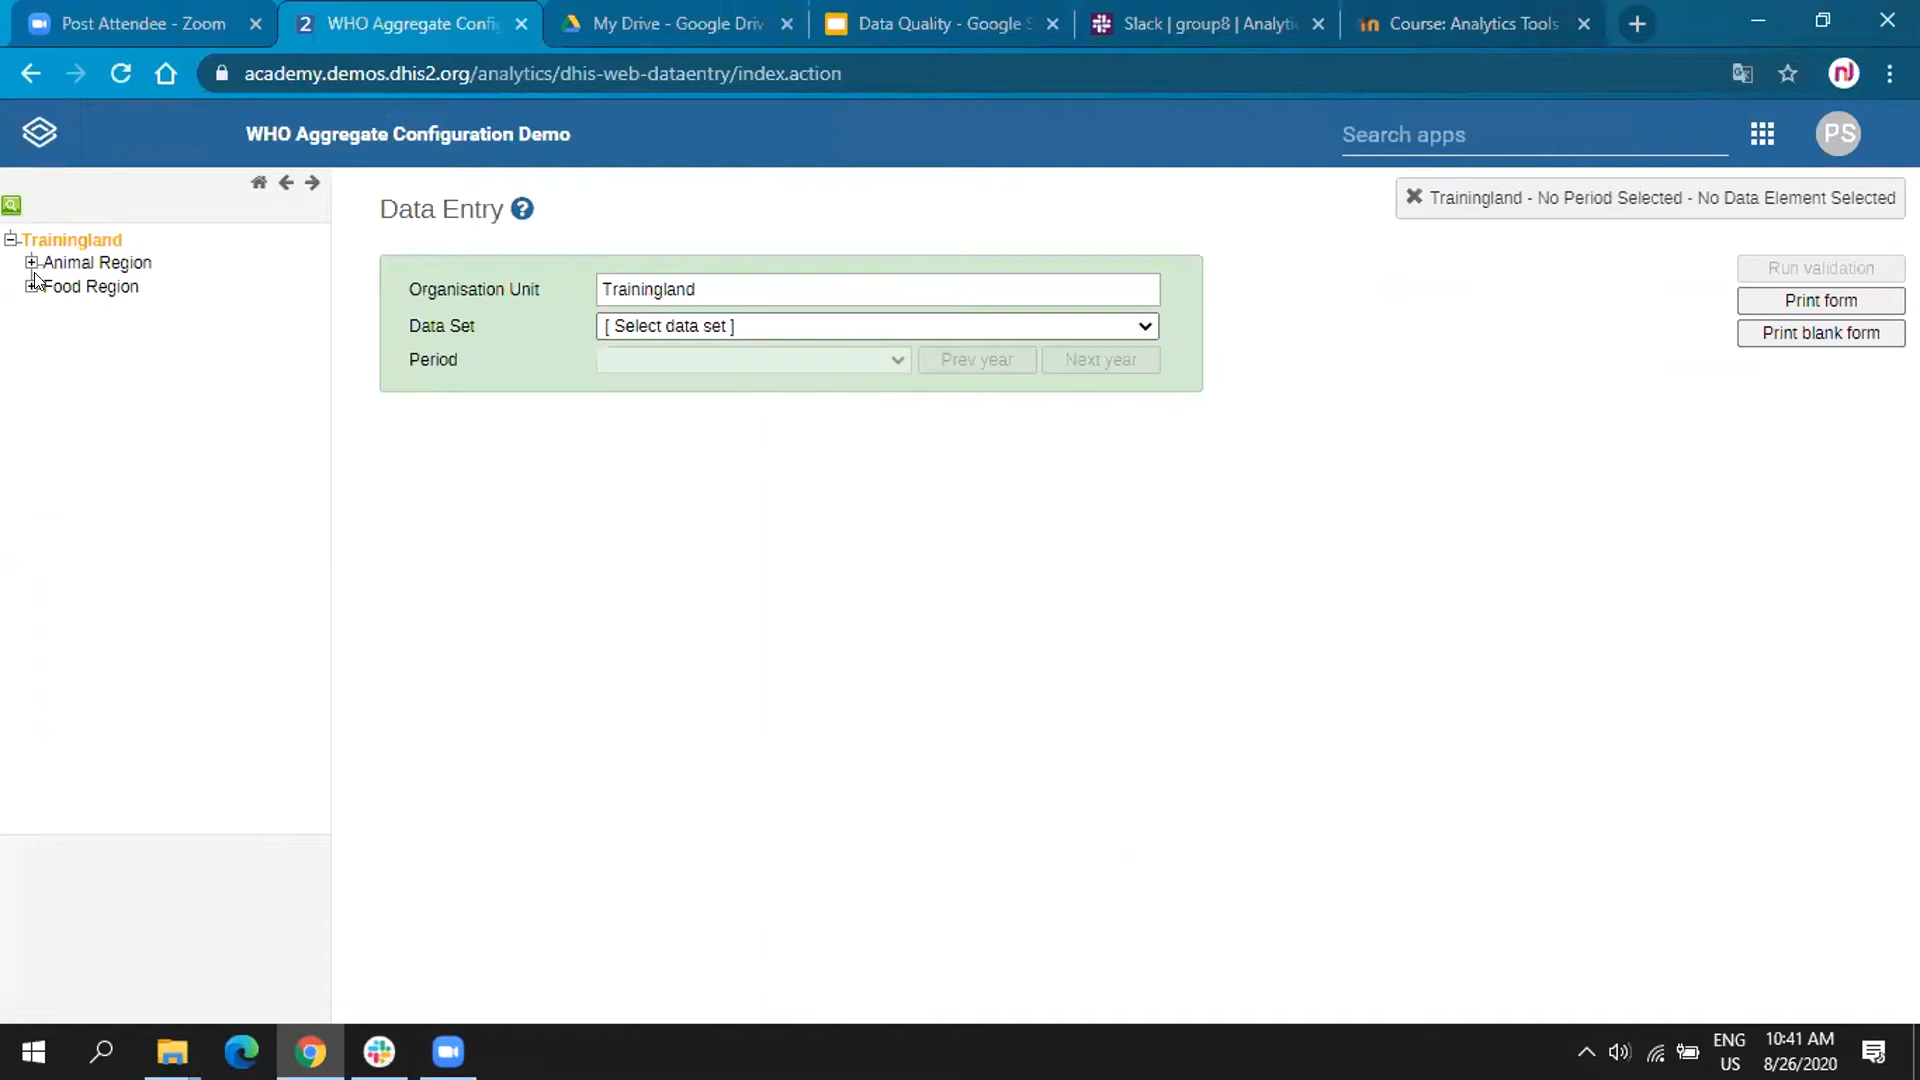 Post Attendee - Zoom
2 WHO Aggregate Confi
My Drive - Google Driv
Data Quality - Google S
Slack | group8 | Analyti
Course: Analytics Tools
academy.demos.dhis2.org/analytics/dhis-web-dataentry/index.action
WHO Aggregate Configuration Demo
Search apps
PS
Trainingland
Animal Region
Food Region
Data Entry ?
Trainingland - No Period Selected - No Data Element Selected
Organisation Unit Trainingland
Data Set [ Select data set ]
Period Prev year Next year
Run validation
Print form
Print blank form
ENG
US
10:41 AM
8/26/2020